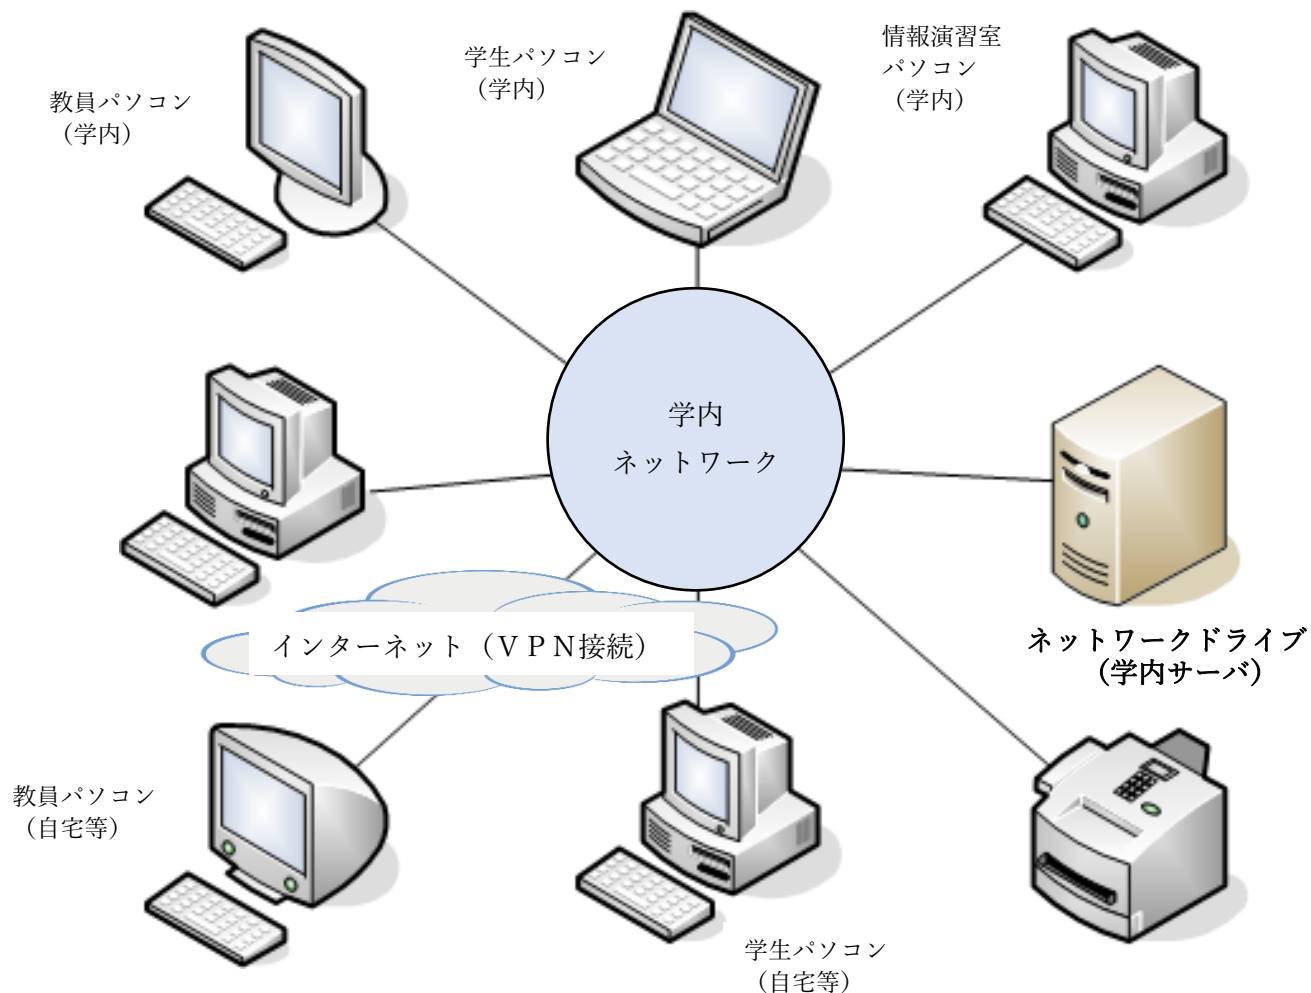 教員パソコン
（学内）
学生パソコン
（学内）
情報演習室
パソコン
（学内）
学内
ネットワーク
ネットワークドライブ
（学内サーバ）
インターネット（ＶＰＮ接続）
教員パソコン
（自宅等）
学生パソコン
（自宅等）